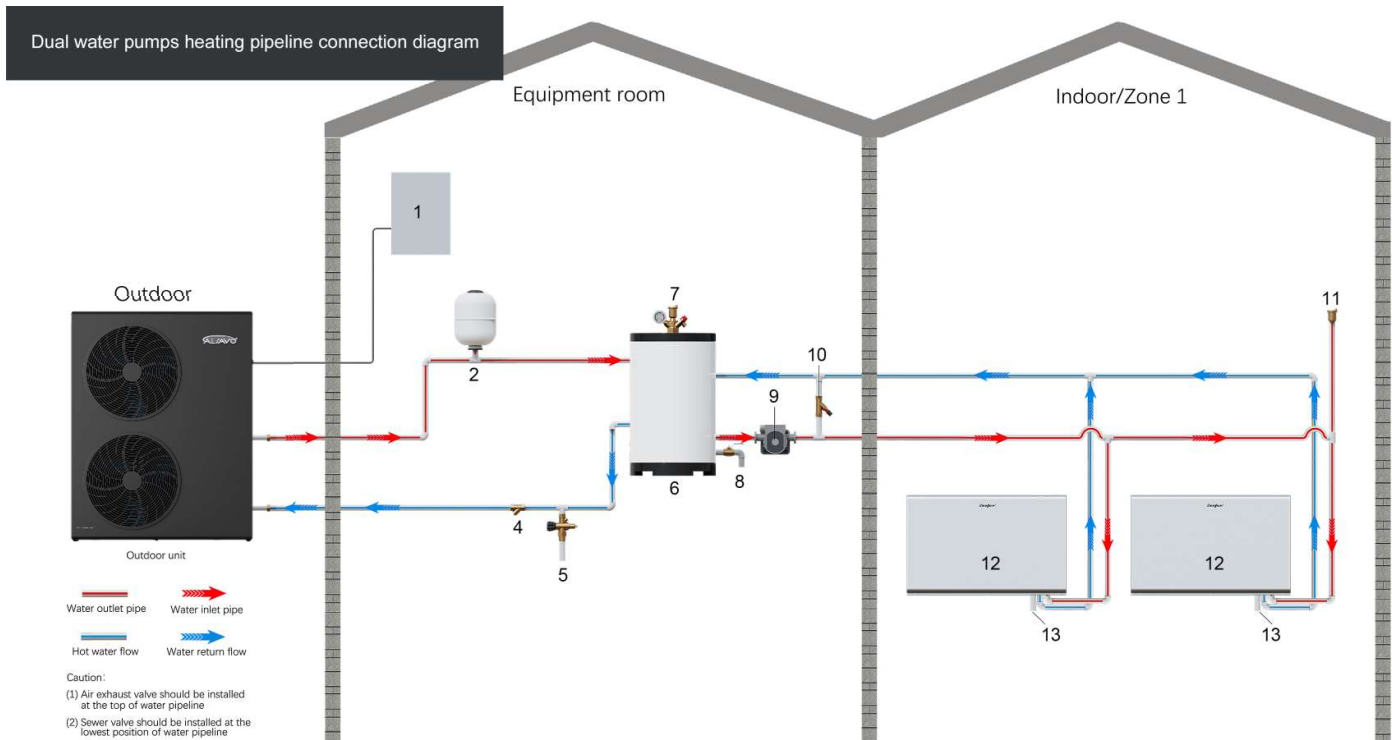 Dual water pumps heating pipeline connection diagram
Equipment room
Indoor/Zone 1
1
Outdoor
7
11
10
2
9
6
8
4
5
12
12
13
13
Outdoor unit
Water outlet pipe
Water inlet pipe
Hot water flow
Water return flow
Caution:
(1) Air exhaust valve should be installed
at the top of water pipeline
(2) Sewer valve should be installed at the
lowest position of water pipeline